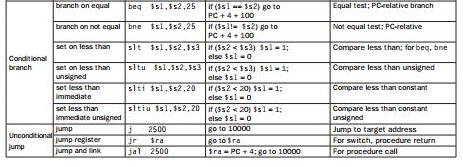 Conditional branch
branch on equal beq $s1,$s2,25 if ($s1 == $s2) go to PC + 4 + 100 Equal test; PC-relative branch
branch on not equal bne $s1,$s2,25 if ($s1!= $s2) go to PC + 4 + 100 Not equal test; PC-relative
set on less than slt $s1,$s2,$s3 if ($s2 < $s3) $s1 = 1; else $s1 = 0 Compare less than; for beq, bne
set on less than unsigned sltu $s1,$s2,$s3 if ($s2 < $s3) $s1 = 1; else $s1 = 0 Compare less than unsigned
set less than immediate slti $s1,$s2,20 if ($s2 < 20) $s1 = 1; else $s1 = 0 Compare less than constant
set less than immediate unsigned sltiu $s1,$s2,20 if ($s2 < 20) $s1 = 1; else $s1 = 0 Compare less than constant unsigned
Unconditional jump
jump j 2500 go to 10000 Jump to target address
jump register jr $ra go to $ra For switch, procedure return
jump and link jal 2500 $ra = PC + 4; go to 10000 For procedure call